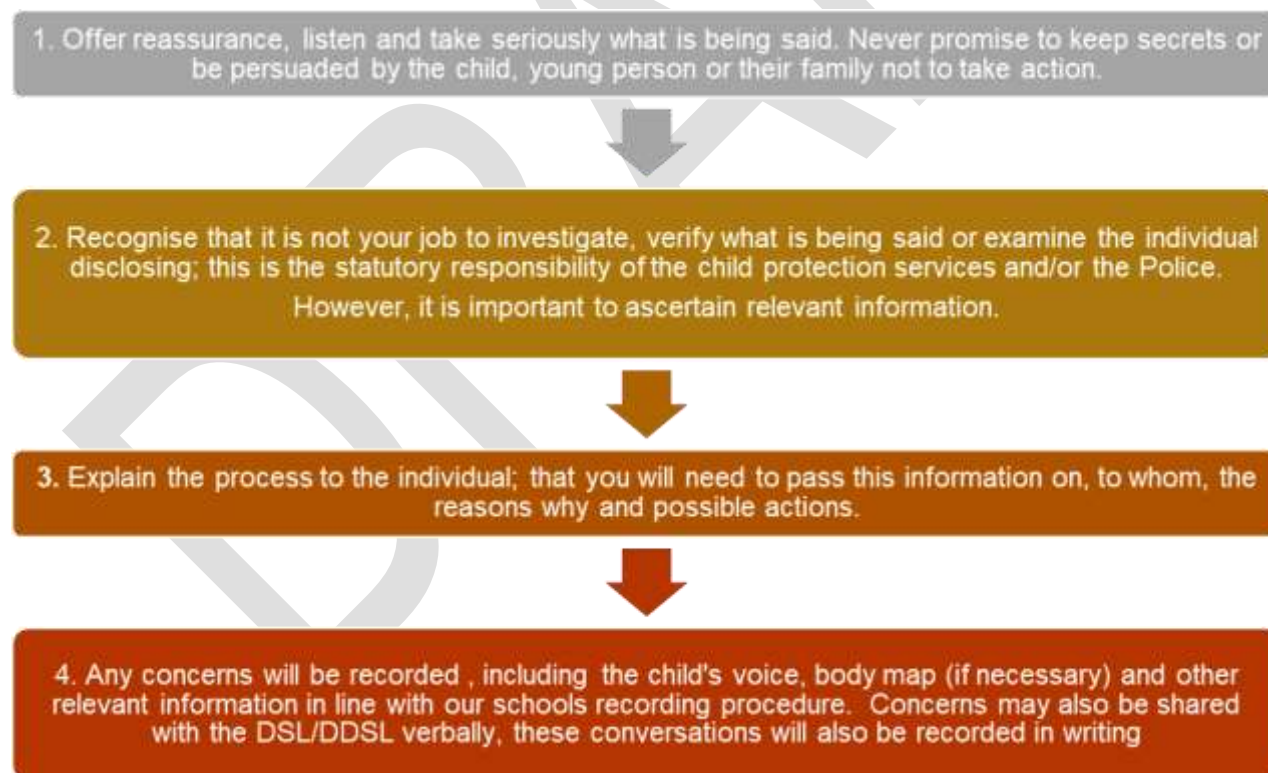 1. Offer reassurance, listen and take seriously what is being said. Never promise to keep secrets or
be persuaded by the child, young person or their family not to take action.
2. Recognise that it is not your job to investigate, verify what is being said or examine the individual
disclosing; this is the statutory responsibility of the child protection services and/or the Police.
However, it is important to ascertain relevant information.
3. Explain the process to the individual; that you will need to pass this information on, to whom, the
reasons why and possible actions.
4. Any concerns will be recorded , including the child's voice, body map (if necessary) and other
relevant information in line with our schools recording procedure. Concerns may also be shared
with the DSL/DDSL verbally, these conversations will also be recorded in writing